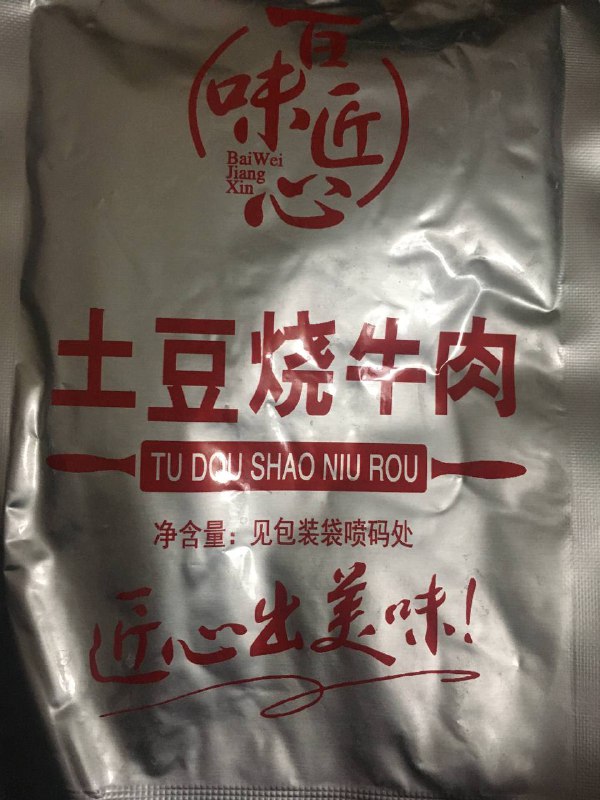 百味匠心
BaiWei
Jiang
Xin
土豆烧牛肉
TU DOU SHAO NIU ROU
净含量：见包装袋喷码处
匠心出美味！